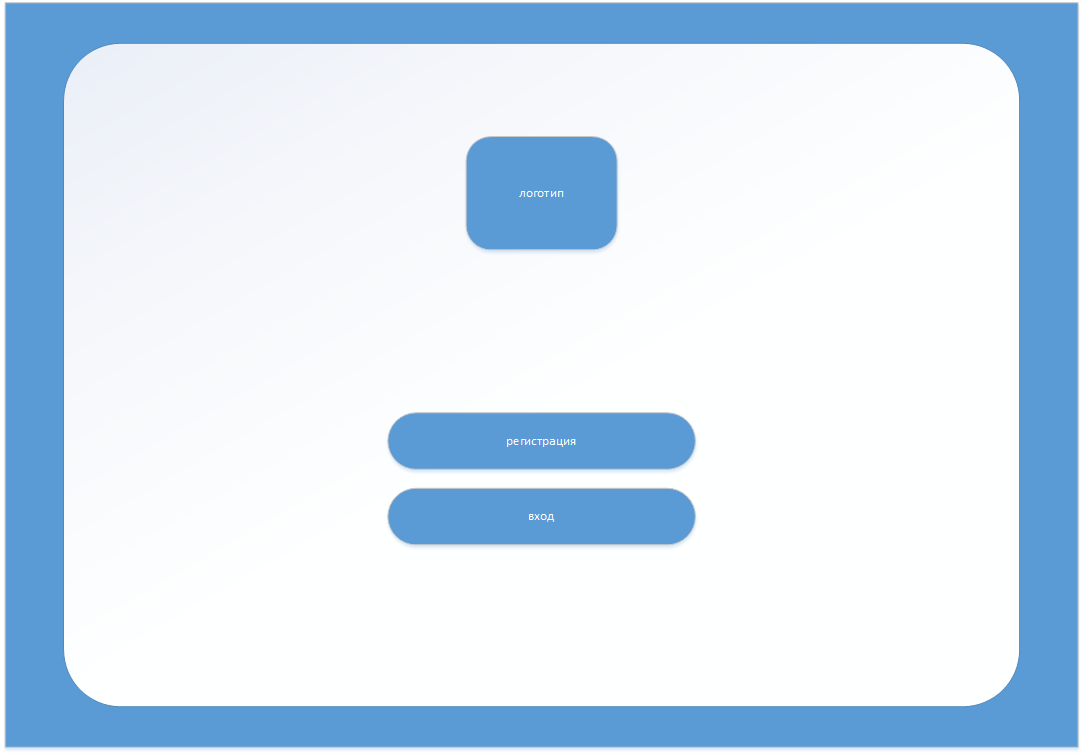 логотип
регистрация
вход